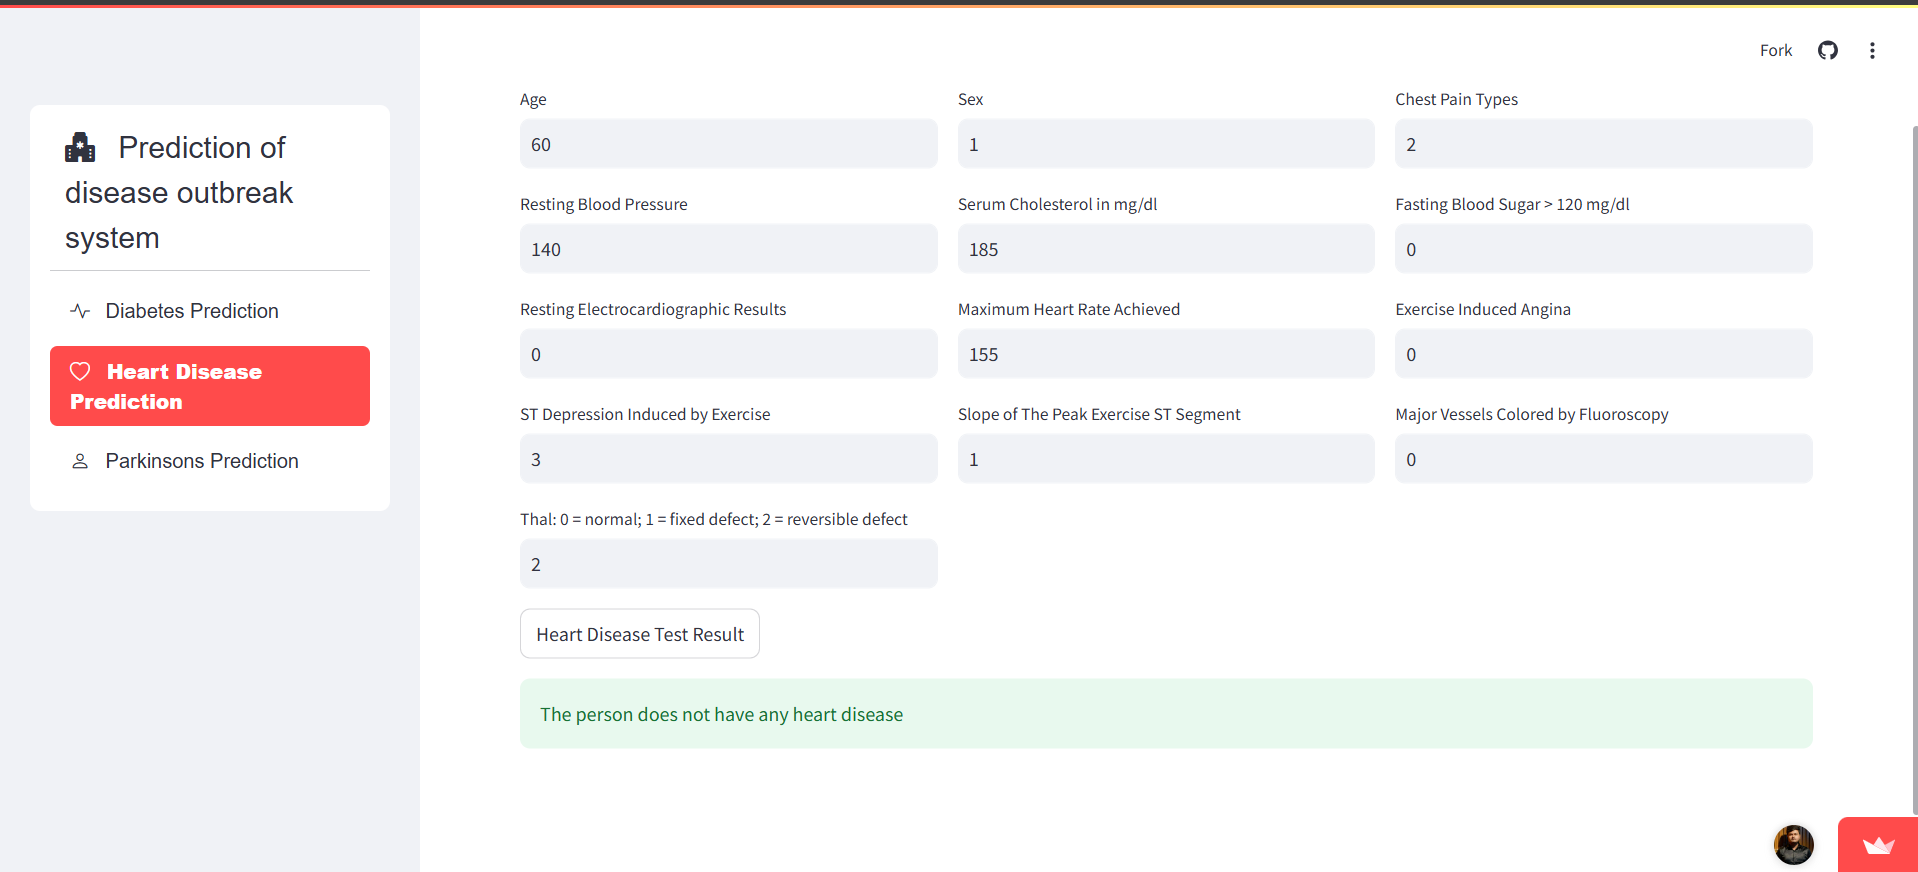 Fork
Prediction of
disease outbreak
system
Diabetes Prediction
Heart Disease
Prediction
Parkinsons Prediction
Age
Sex
Chest Pain Types
60
1
2
Resting Blood Pressure
Serum Cholesterol in mg/dl
Fasting Blood Sugar > 120 mg/dl
140
185
0
Resting Electrocardiographic Results
Maximum Heart Rate Achieved
Exercise Induced Angina
0
155
0
ST Depression Induced by Exercise
Slope of The Peak Exercise ST Segment
Major Vessels Colored by Fluoroscopy
3
1
0
Thal: 0 = normal; 1 = fixed defect; 2 = reversible defect
2
Heart Disease Test Result
The person does not have any heart disease